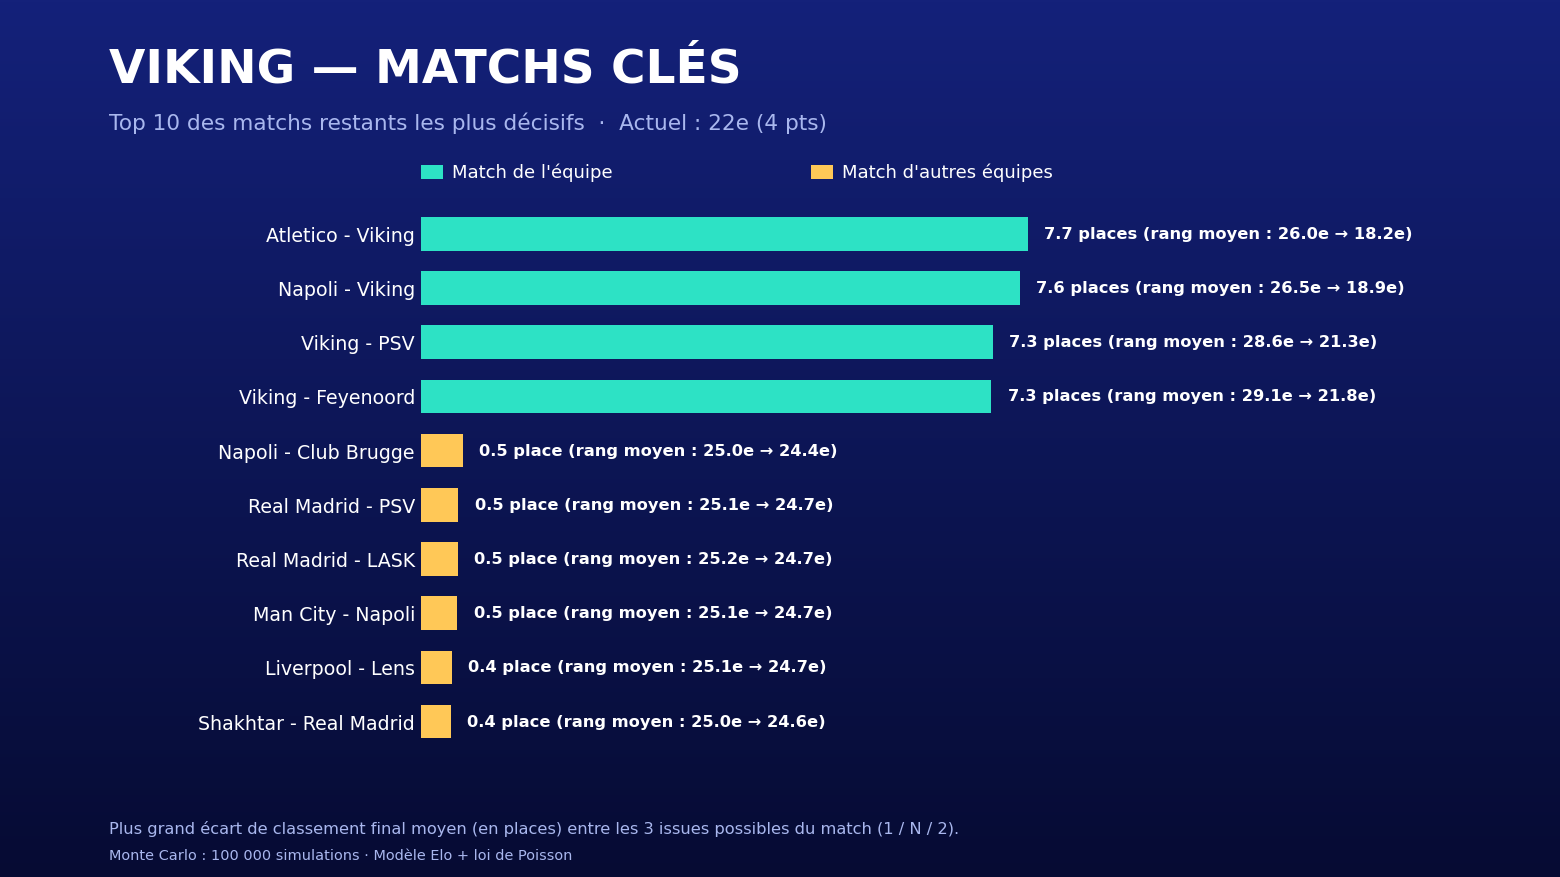 VIKING — MATCHS CLÉS
Top 10 des matchs restants les plus décisifs · Actuel : 22e (4 pts)
Match de l'équipe
Match d'autres équipes
Atletico - Viking 7.7 places (rang moyen : 26.0e → 18.2e)
Napoli - Viking 7.6 places (rang moyen : 26.5e → 18.9e)
Viking - PSV 7.3 places (rang moyen : 28.6e → 21.3e)
Viking - Feyenoord 7.3 places (rang moyen : 29.1e → 21.8e)
Napoli - Club Brugge 0.5 place (rang moyen : 25.0e → 24.4e)
Real Madrid - PSV 0.5 place (rang moyen : 25.1e → 24.7e)
Real Madrid - LASK 0.5 place (rang moyen : 25.2e → 24.7e)
Man City - Napoli 0.5 place (rang moyen : 25.1e → 24.7e)
Liverpool - Lens 0.4 place (rang moyen : 25.1e → 24.7e)
Shakhtar - Real Madrid 0.4 place (rang moyen : 25.0e → 24.6e)
Plus grand écart de classement final moyen (en places) entre les 3 issues possibles du match (1 / N / 2).
Monte Carlo : 100 000 simulations · Modèle Elo + loi de Poisson